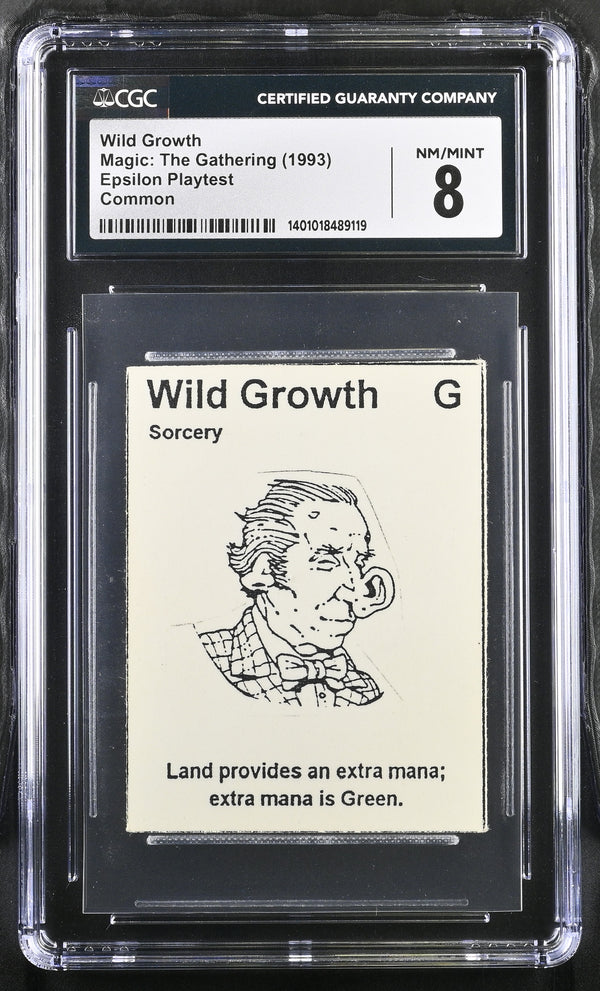 CGC
CERTIFIED GUARANTY COMPANY
Wild Growth
Magic: The Gathering (1993)
Epsilon Playtest
Common
NM/MINT
8
1401018489119
Wild Growth G
Sorcery
Land provides an extra mana;
extra mana is Green.